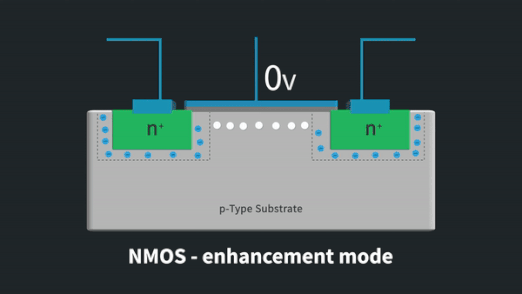 0v
n⁺ n⁺
p-Type Substrate
NMOS - enhancement mode